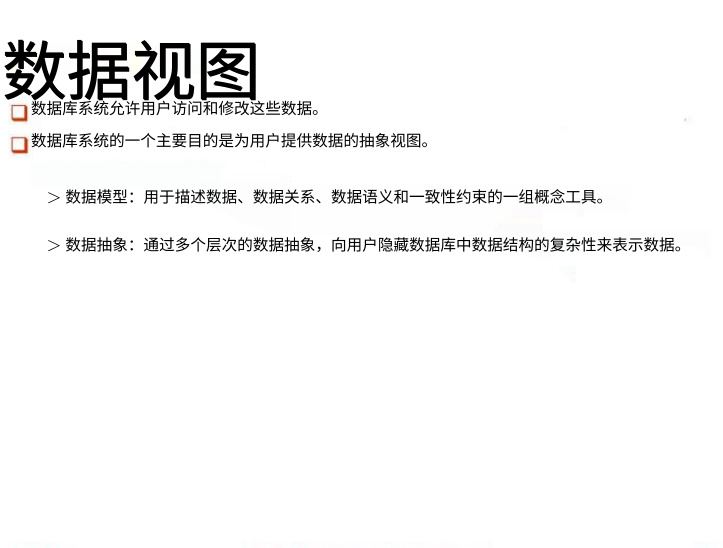 数据视图
数据库系统允许用户访问和修改这些数据。
数据库系统的一个主要目的是为用户提供数据的抽象视图。
> 数据模型：用于描述数据、数据关系、数据语义和一致性约束的一组概念工具。
> 数据抽象：通过多个层次的数据抽象，向用户隐藏数据库中数据结构的复杂性来表示数据。